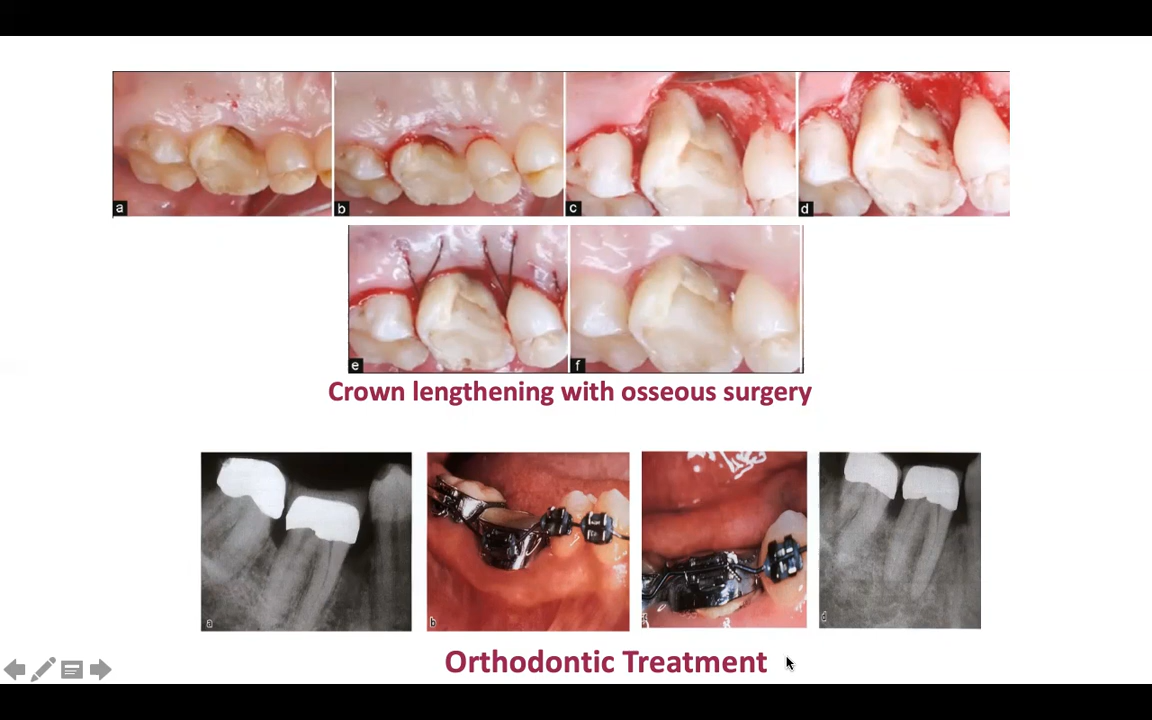 a
b
c
d
e
f
Crown lengthening with osseous surgery
a
b
d
Orthodontic Treatment